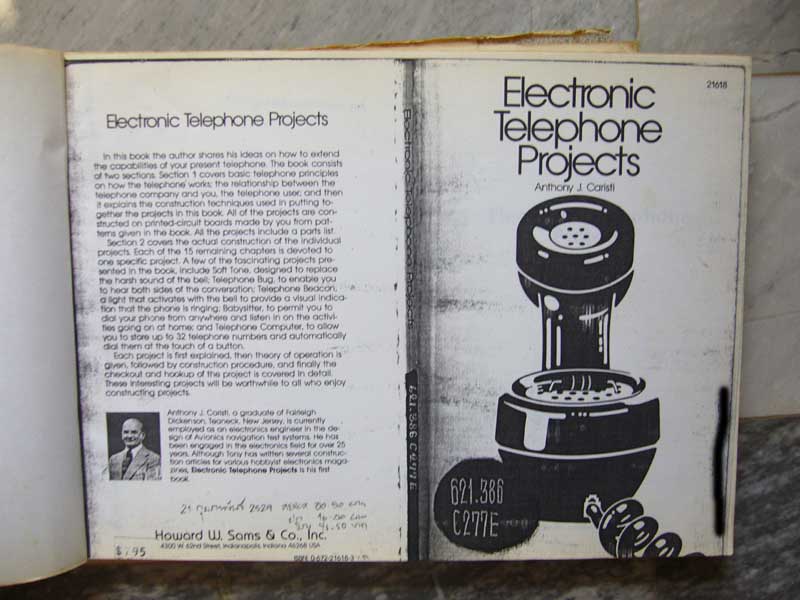 Electronic Telephone Projects
In this book the author shares his ideas on how to extend
the capabilities of your present telephone. The book consists
of two sections. Section 1 covers basic telephone principles
on how the telephone works; the relationship between the
telephone company and you, the telephone user; and then
it explains the construction techniques used in putting to-
gether the projects in this book. All of the projects are con-
structed on printed-circuit boards made by you from pat-
terns given in the book. All the projects include a parts list.
Section 2 covers the actual construction of the individual
projects. Each of the 15 remaining chapters is devoted to
one specific project. A few of the fascinating projects pre-
sented in the book, include Soft Tone, designed to replace
the harsh sound of the bell; Telephone Bug, to enable you
to hear both sides of the conversation; Telephone Beacon,
a light that activates with the bell to provide a visual indica-
tion that the phone is ringing; Babysitter, to permit you to
dial your phone from anywhere and listen in on the activi-
ties going on at home; and Telephone Computer, to allow
you to store up to 32 telephone numbers and automatically
dial them at the touch of a button.
Each project is first explained, then theory of operation is
given, followed by construction procedure, and finally the
checkout and hookup of the project is covered in detail.
These interesting projects will be worthwhile to all who enjoy
constructing projects.
Anthony J. Caristi, a graduate of Fairleigh
Dickenson, Teaneck, New Jersey, is currently
employed as an electronics engineer in the de-
sign of Avionics navigation test systems. He has
been engaged in the electronics field for over 25
years. Although Tony has written several construc-
tion articles for various hobbyist electronics maga-
zines, Electronic Telephone Projects is his first
book.
21 กุมภาพันธ์ 2529
Howard W. Sams & Co., Inc.
4300 W. 62nd Street, Indianapolis, Indiana 46268 USA
ISBN: 0-672-21618-3
Electronic Telephone Projects
621.386 C277E
21618
Electronic
Telephone
Projects
Anthony J. Caristi
621.386
C277E